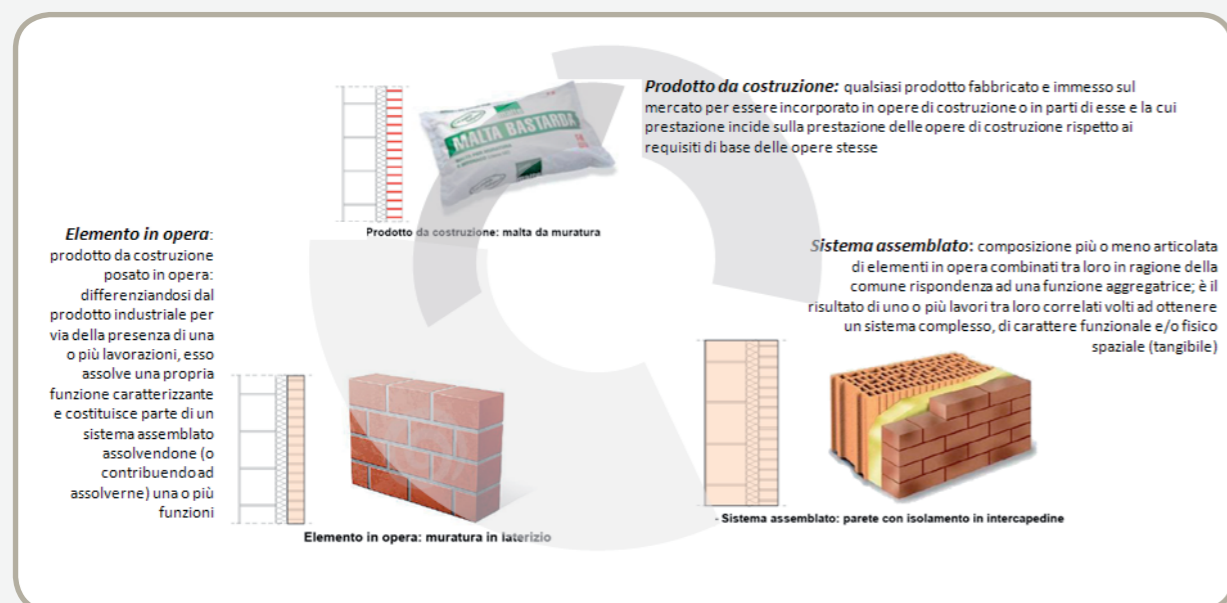 Prodotto da costruzione: qualsiasi prodotto fabbricato e immesso sul
mercato per essere incorporato in opere di costruzione o in parti di esse e la cui
prestazione incide sulla prestazione delle opere di costruzione rispetto ai
requisiti di base delle opere stesse
MALTA BASTARDA
Prodotto da costruzione: malta da muratura
Elemento in opera:
prodotto da costruzione
posato in opera:
differenziandosi dal
prodotto industriale per
via della presenza di una
o più lavorazioni, esso
assolve una propria
funzione caratterizzante
e costituisce parte di un
sistema assemblato
assolvendone (o
contribuendo ad
assolverne) una o più
funzioni
Elemento in opera: muratura in laterizio
Sistema assemblato: composizione più o meno articolata
di elementi in opera combinati tra loro in ragione della
comune rispondenza ad una funzione aggregatrice; è il
risultato di uno o più lavori tra loro correlati volti ad ottenere
un sistema complesso, di carattere funzionale e/o fisico
spaziale (tangibile)
- Sistema assemblato: parete con isolamento in intercapedine